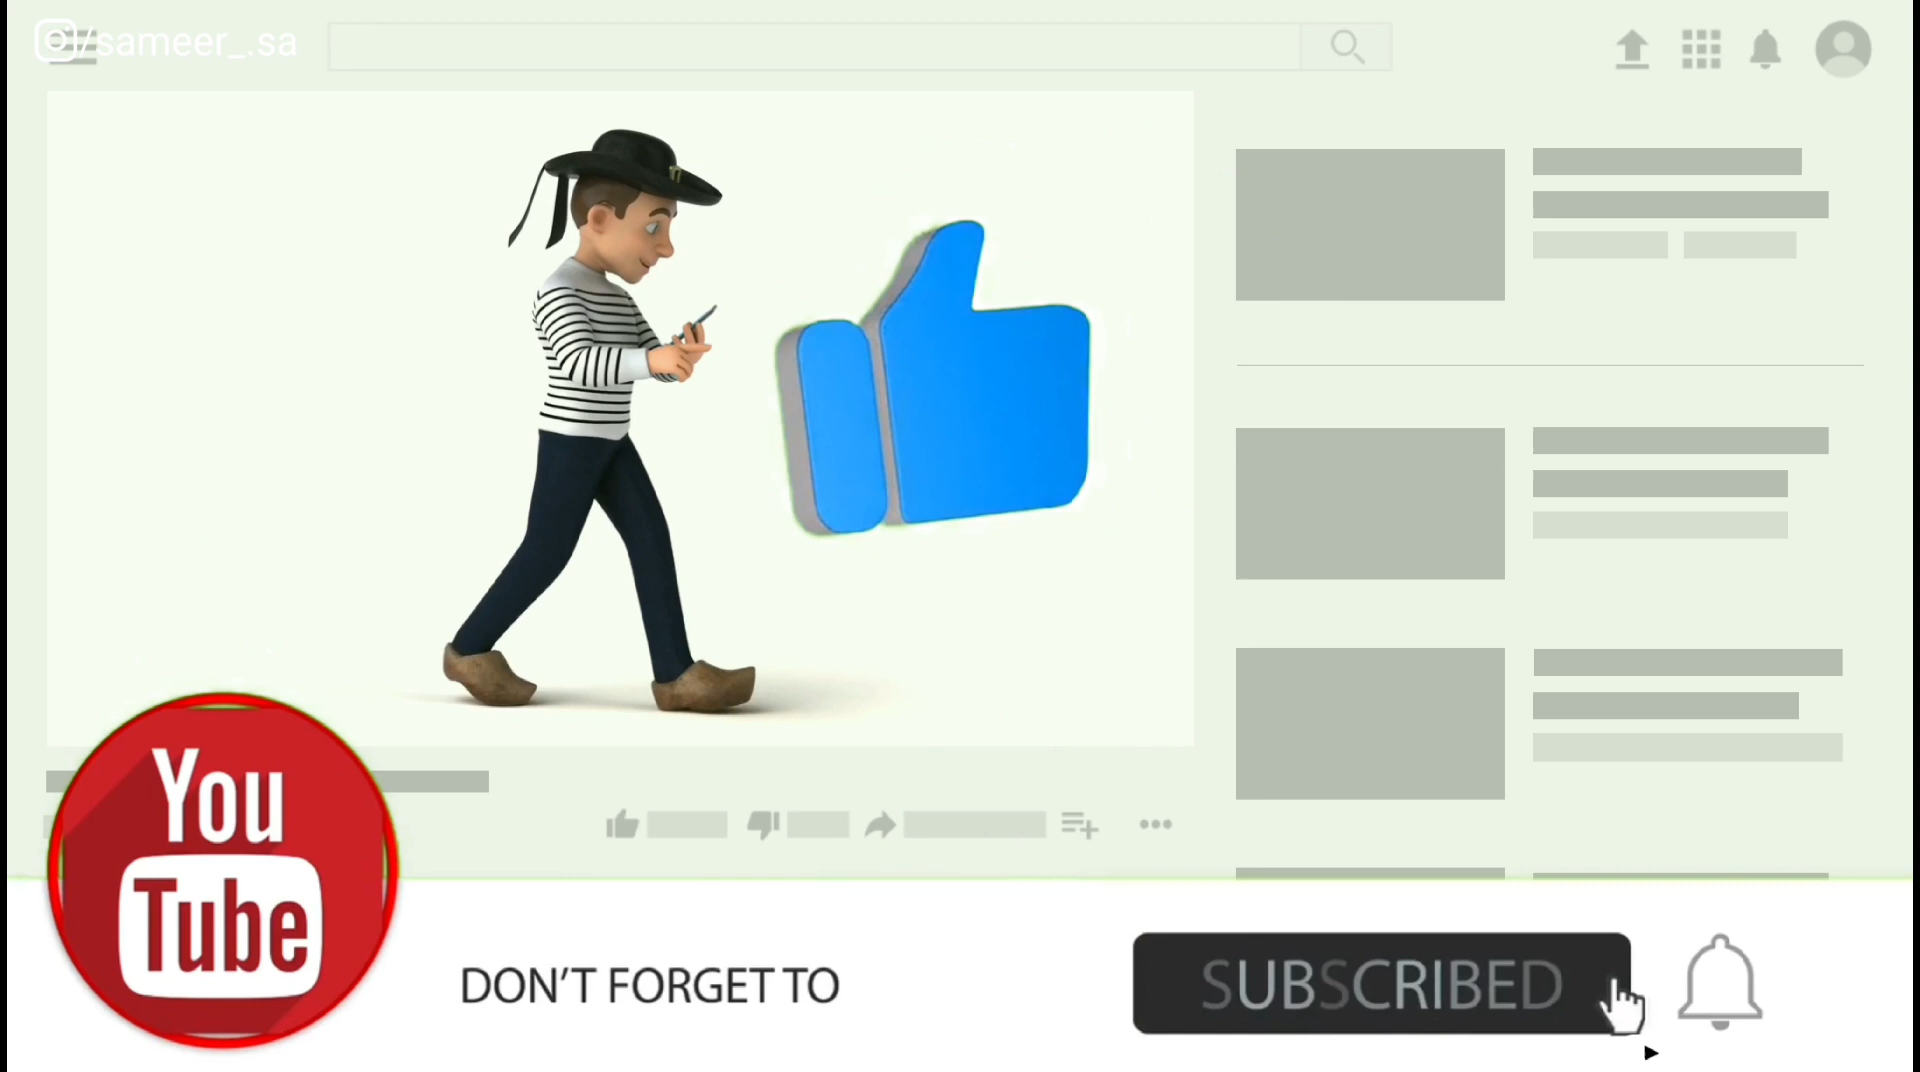 /sameer_.sa
You
Tube
DON'T FORGET TO
SUBSCRIBED